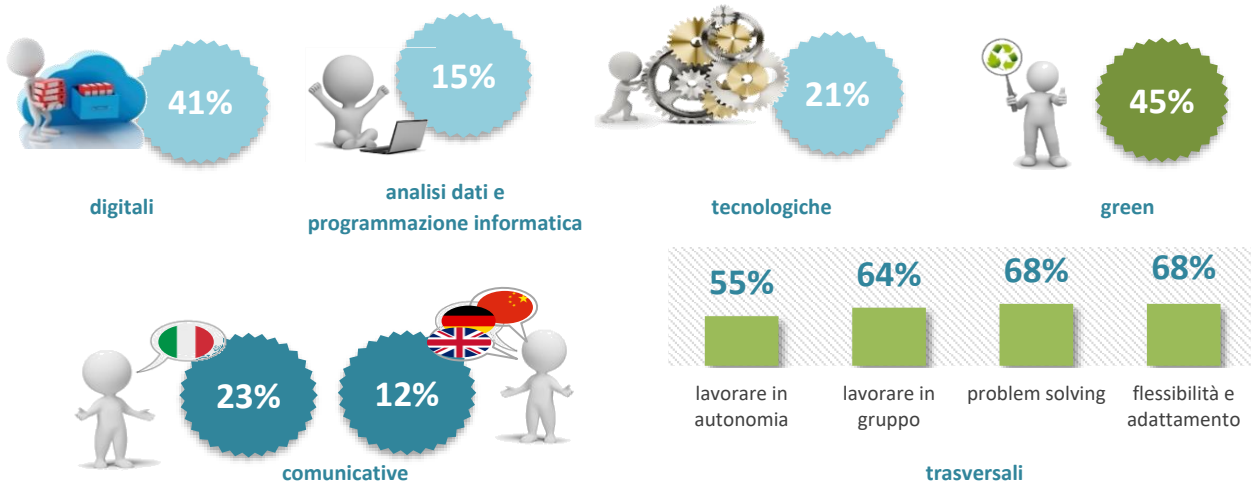 41%
15%
21%
45%
digitali
analisi dati e
programmazione informatica
tecnologiche
green
23%
12%
comunicative
55%
64%
68%
68%
lavorare in
autonomia
lavorare in
gruppo
problem solving
flessibilità e
adattamento
trasversali